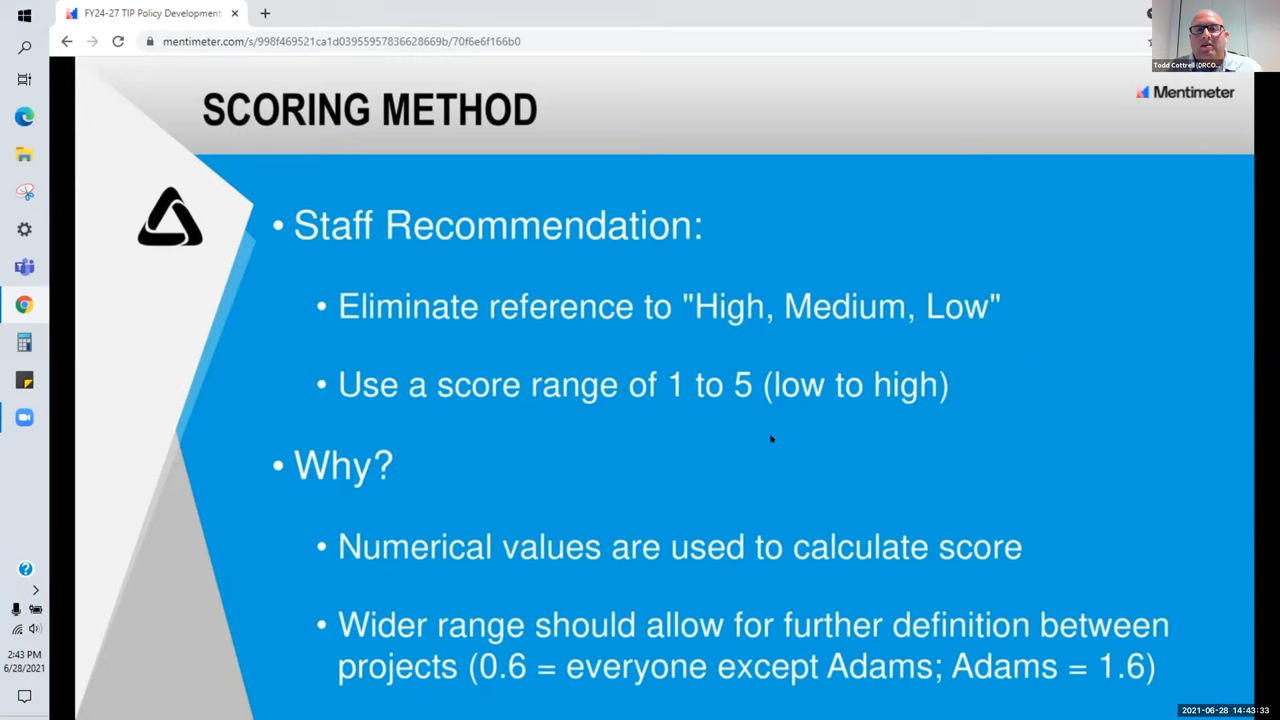 FY24-27 TIP Policy Development
mentimeter.com/s/998f469521ca1d03955957836628669b/70f6e6f166b0
Todd Cottrell (DRCO...
Mentimeter
SCORING METHOD
• Staff Recommendation:
• Eliminate reference to "High, Medium, Low"
• Use a score range of 1 to 5 (low to high)
• Why?
• Numerical values are used to calculate score
• Wider range should allow for further definition between
projects (0.6 = everyone except Adams; Adams = 1.6)
2:43 PM
6/28/2021
2021-06-28 14:43:33